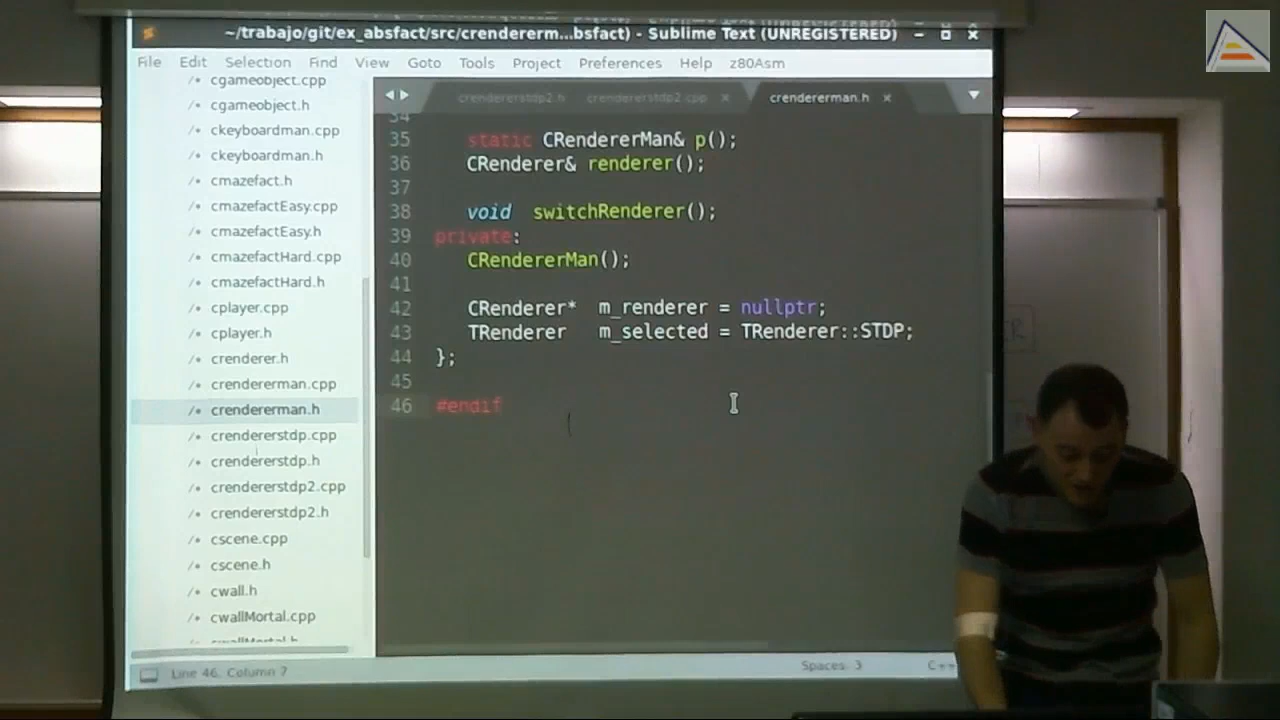 ~/trabajo/git/ex_absfact/src/crendererm...bsfact) - Sublime Text (UNREGISTERED)
File Edit Selection Find View Goto Tools Project Preferences Help z80Asm
cgameobject.cpp
cgameobject.h
ckeyboardman.cpp
ckeyboardman.h
cmazefact.h
cmazefactEasy.cpp
cmazefactEasy.h
cmazefactHard.cpp
cmazefactHard.h
cplayer.cpp
cplayer.h
crenderer.h
crendererman.cpp
crendererman.h
crendererstdp.cpp
crendererstdp.h
crendererstdp2.cpp
crendererstdp2.h
cscene.cpp
cscene.h
cwall.h
cwallMortal.cpp
cwallMortal.h
crendererstdp2.h crendererstdp2.cpp crendererman.h
34
35 static CRendererMan& p();
36 CRenderer& renderer();
37
38 void switchRenderer();
39 private:
40 CRendererMan();
41
42 CRenderer* m_renderer = nullptr;
43 TRenderer m_selected = TRenderer::STDP;
44 };
45
46 #endif
Line 46, Column 7
Spaces: 3
C++